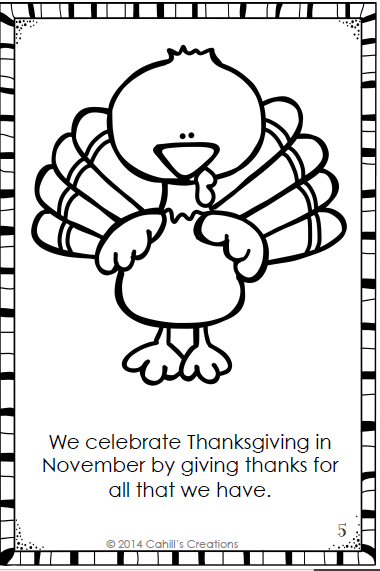 We celebrate Thanksgiving in
November by giving thanks for
all that we have.
5
© 2014 Cahill's Creations